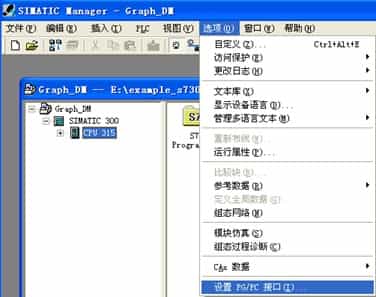 SIMATIC Manager - Graph_DM
文件(F) 编辑(E) 插入(I) PLC 视图(V) 选项(O) 窗口(W) 帮助(H)
自定义(Z)... Ctrl+Alt+E
访问保护(P)
更改日志(H)
文本库(X)
显示设备语言(D)...
管理多语言文本(M)
重新布线(W)...
运行属性(P)...
比较块(B)...
参考数据(R)
定义全局数据(G)
组态网络(N)
模块仿真(S)
组态过程诊断(C)
CAx 数据
设置 PG/PC 接口(I)...
Graph_DM -- E:\example_s730
Graph_DM
SIMATIC 300
CPU 315
S7
Program